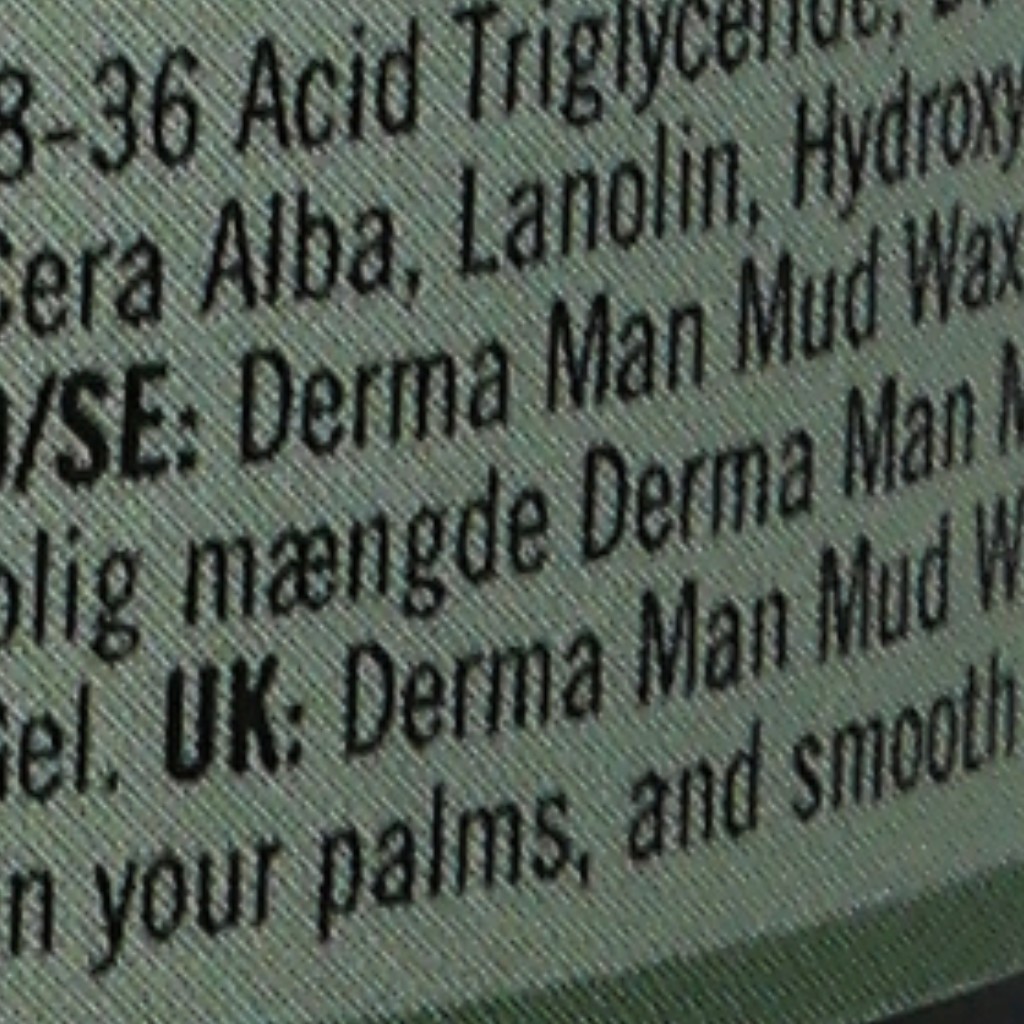 8-36 Acid Triglyceride,
Cera Alba, Lanolin, Hydroxy
/SE: Derma Man Mud Wax
olig mængde Derma Man
Gel. UK: Derma Man Mud W
n your palms, and smooth